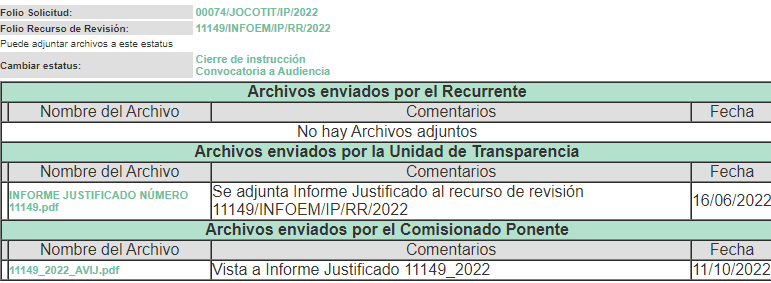 Folio Solicitud: 00074/JOCOTIT/IP/2022
Folio Recurso de Revisión: 11149/INFOEM/IP/RR/2022
Puede adjuntar archivos a este estatus
Cambiar estatus: Cierre de instrucción
Convocatoria a Audiencia
Archivos enviados por el Recurrente
Nombre del Archivo Comentarios Fecha
No hay Archivos adjuntos
Archivos enviados por la Unidad de Transparencia
Nombre del Archivo Comentarios Fecha
INFORME JUSTIFICADO NÚMERO 11149.pdf
Se adjunta Informe Justificado al recurso de revisión
11149/INFOEM/IP/RR/2022
16/06/2022
Archivos enviados por el Comisionado Ponente
Nombre del Archivo Comentarios Fecha
11149_2022_AVIJ.pdf Vista a Informe Justificado 11149_2022 11/10/2022